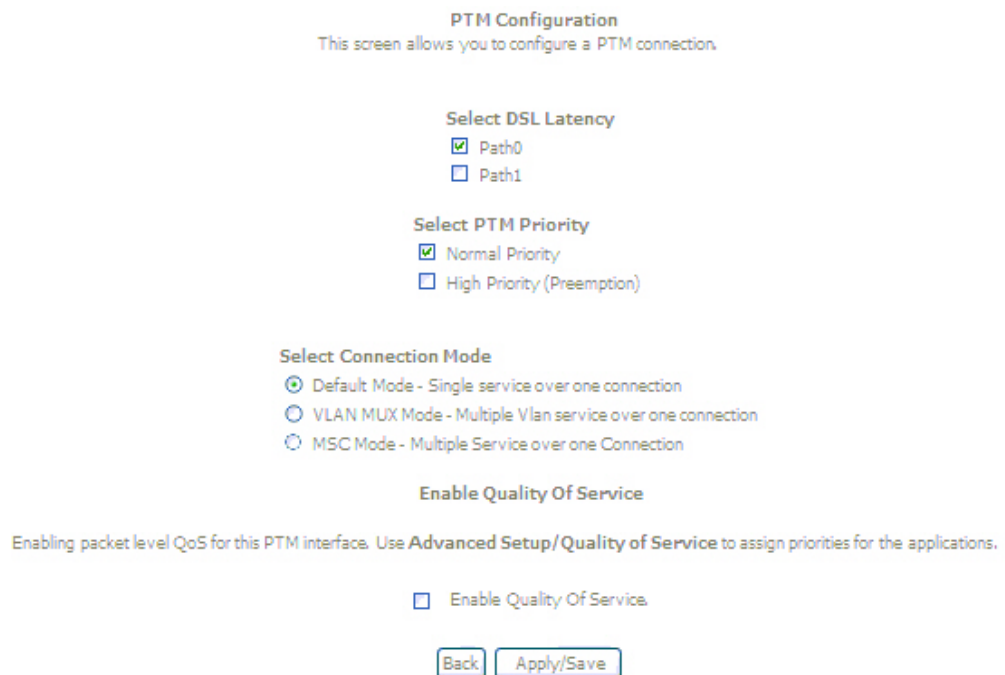 PTM Configuration
This screen allows you to configure a PTM connection.
Select DSL Latency
Path0
Path1
Select PTM Priority
Normal Priority
High Priority (Preemption)
Select Connection Mode
Default Mode - Single service over one connection
VLAN MUX Mode - Multiple Vlan service over one connection
MSC Mode - Multiple Service over one Connection
Enable Quality Of Service
Enabling packet level QoS for this PTM interface. Use Advanced Setup/Quality of Service to assign priorities for the applications.
Enable Quality Of Service.
Back Apply/Save